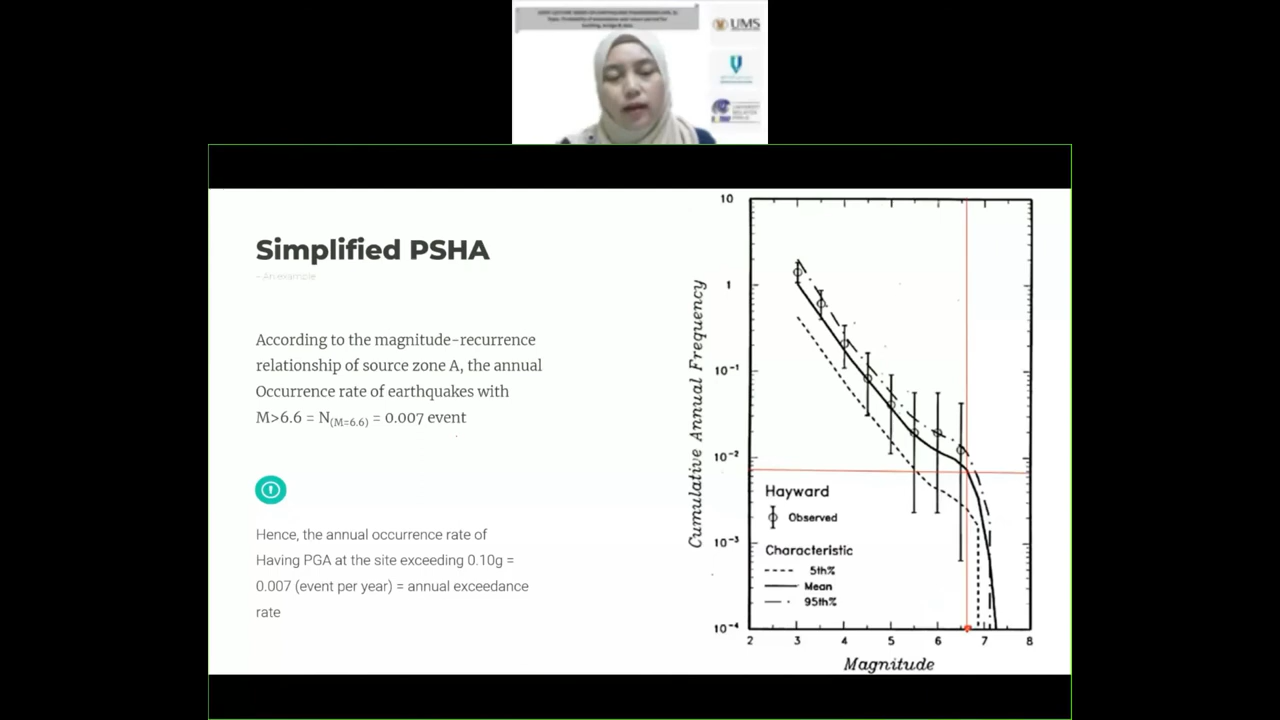 UMS
Simplified PSHA
– An example
According to the magnitude-recurrence
relationship of source zone A, the annual
Occurrence rate of earthquakes with
M>6.6 = N(M=6.6) = 0.007 event
Hence, the annual occurrence rate of
Having PGA at the site exceeding 0.10g =
0.007 (event per year) = annual exceedance
rate
Cumulative Annual Frequency
10
1
10-1
10-2
10-3
10-4
Hayward
Observed
Characteristic
5th%
Mean
95th%
2 3 4 5 6 7 8
Magnitude